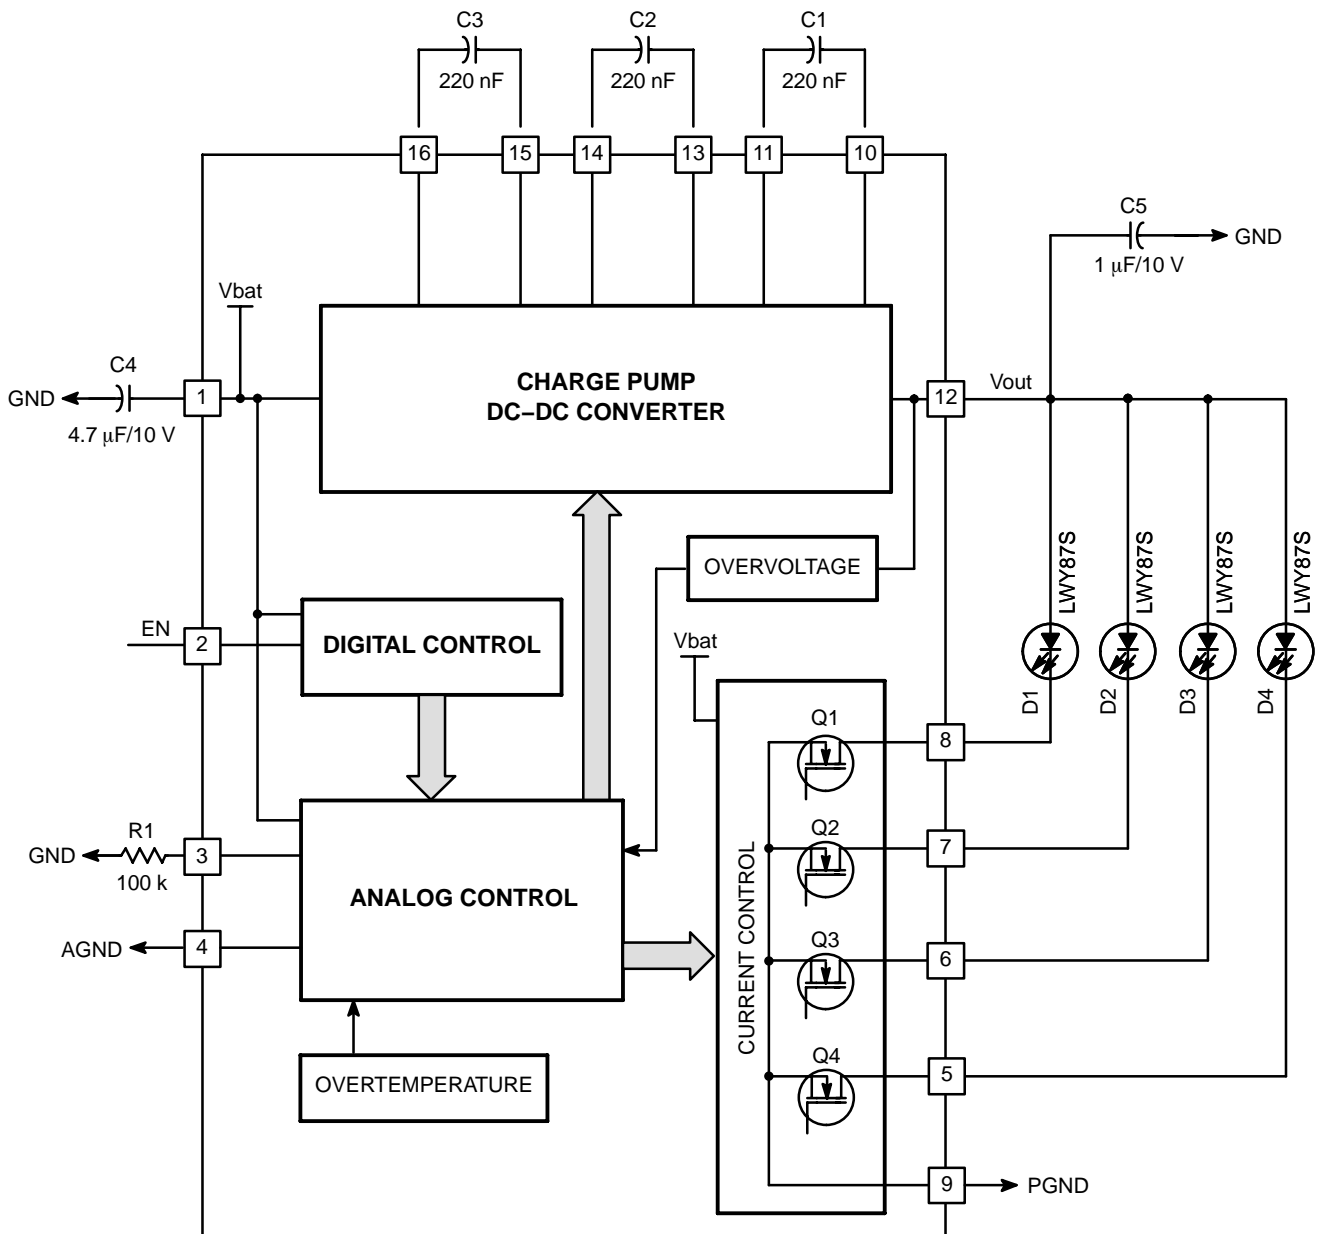 C3
C2
C1
220 nF
220 nF
220 nF
16
15
14
13
11
10
C5
GND
1 μF/10 V
Vbat
C4
GND
1
4.7 μF/10 V
CHARGE PUMP
DC–DC CONVERTER
12
Vout
OVERVOLTAGE
LWY87S
LWY87S
LWY87S
LWY87S
EN
2
DIGITAL CONTROL
Vbat
D1
D2
D3
D4
Q1
8
R1
GND
3
100 k
Q2
7
ANALOG CONTROL
CURRENT CONTROL
AGND
4
Q3
6
Q4
5
OVERTEMPERATURE
9
PGND